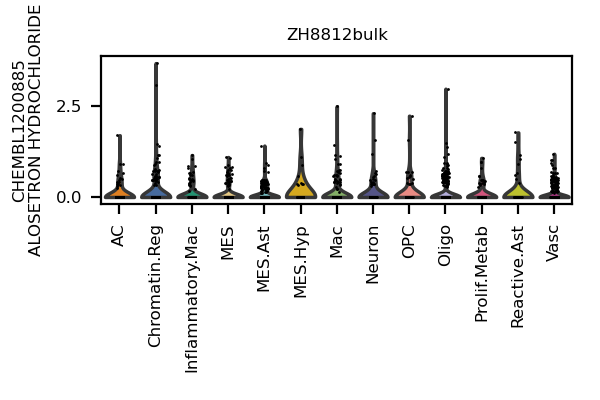 ZH8812bulk
CHEMBL1200885
ALOSETRON HYDROCHLORIDE
2.5
0.0
AC
Chromatin.Reg
Inflammatory.Mac
MES
MES.Ast
MES.Hyp
Mac
Neuron
OPC
Oligo
Prolif.Metab
Reactive.Ast
Vasc